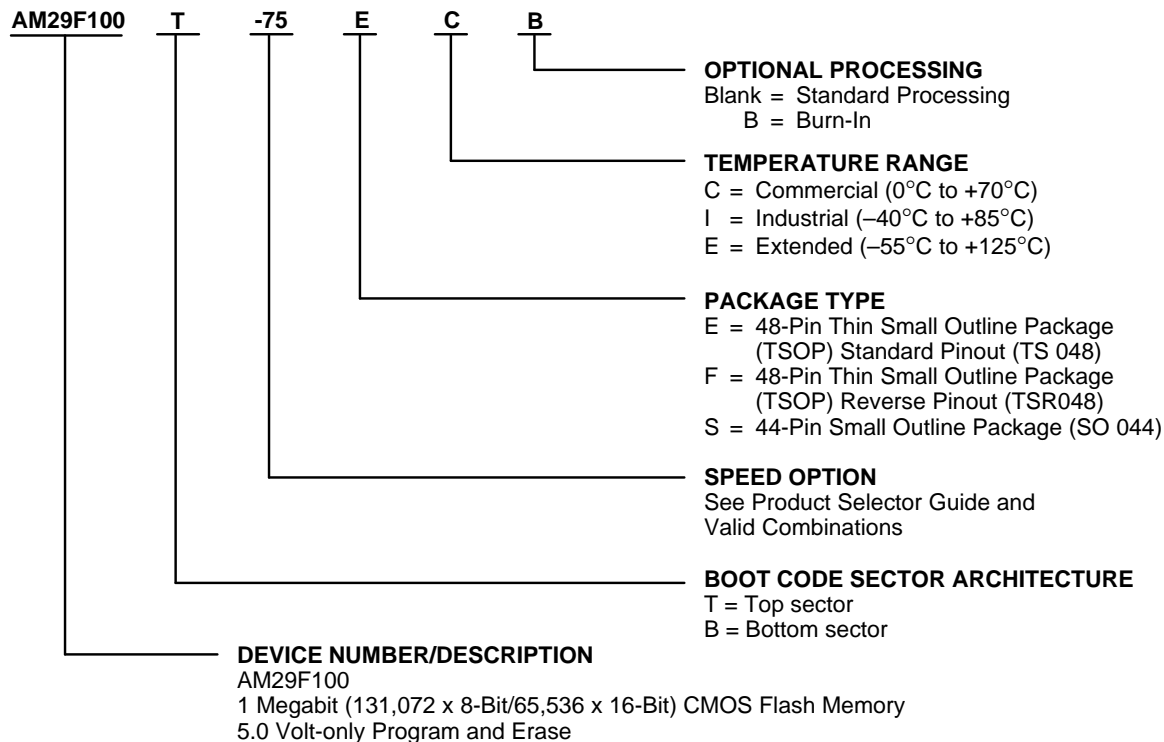 AM29F100 T -75 E C B
OPTIONAL PROCESSING
Blank = Standard Processing
B = Burn-In
TEMPERATURE RANGE
C = Commercial (0°C to +70°C)
I = Industrial (–40°C to +85°C)
E = Extended (–55°C to +125°C)
PACKAGE TYPE
E = 48-Pin Thin Small Outline Package
(TSOP) Standard Pinout (TS 048)
F = 48-Pin Thin Small Outline Package
(TSOP) Reverse Pinout (TSR048)
S = 44-Pin Small Outline Package (SO 044)
SPEED OPTION
See Product Selector Guide and
Valid Combinations
BOOT CODE SECTOR ARCHITECTURE
T = Top sector
B = Bottom sector
DEVICE NUMBER/DESCRIPTION
AM29F100
1 Megabit (131,072 x 8-Bit/65,536 x 16-Bit) CMOS Flash Memory
5.0 Volt-only Program and Erase